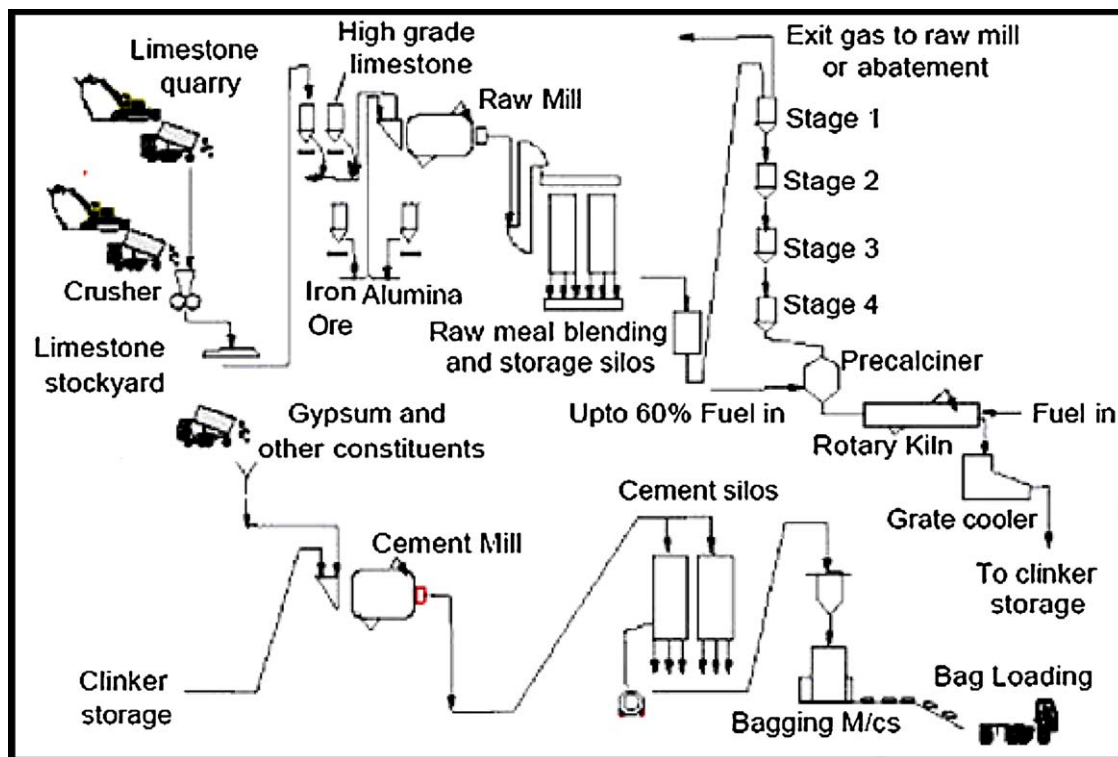 Limestone
quarry
High grade
limestone
Raw Mill
Exit gas to raw mill
or abatement
Stage 1
Stage 2
Stage 3
Stage 4
Crusher
Iron
Ore
Alumina
Limestone
stockyard
Raw meal blending
and storage silos
Precalciner
Upto 60% Fuel in
Fuel in
Rotary Kiln
Gypsum and
other constituents
Grate cooler
Cement silos
To clinker
storage
Cement Mill
Clinker
storage
Bagging M/cs
Bag Loading